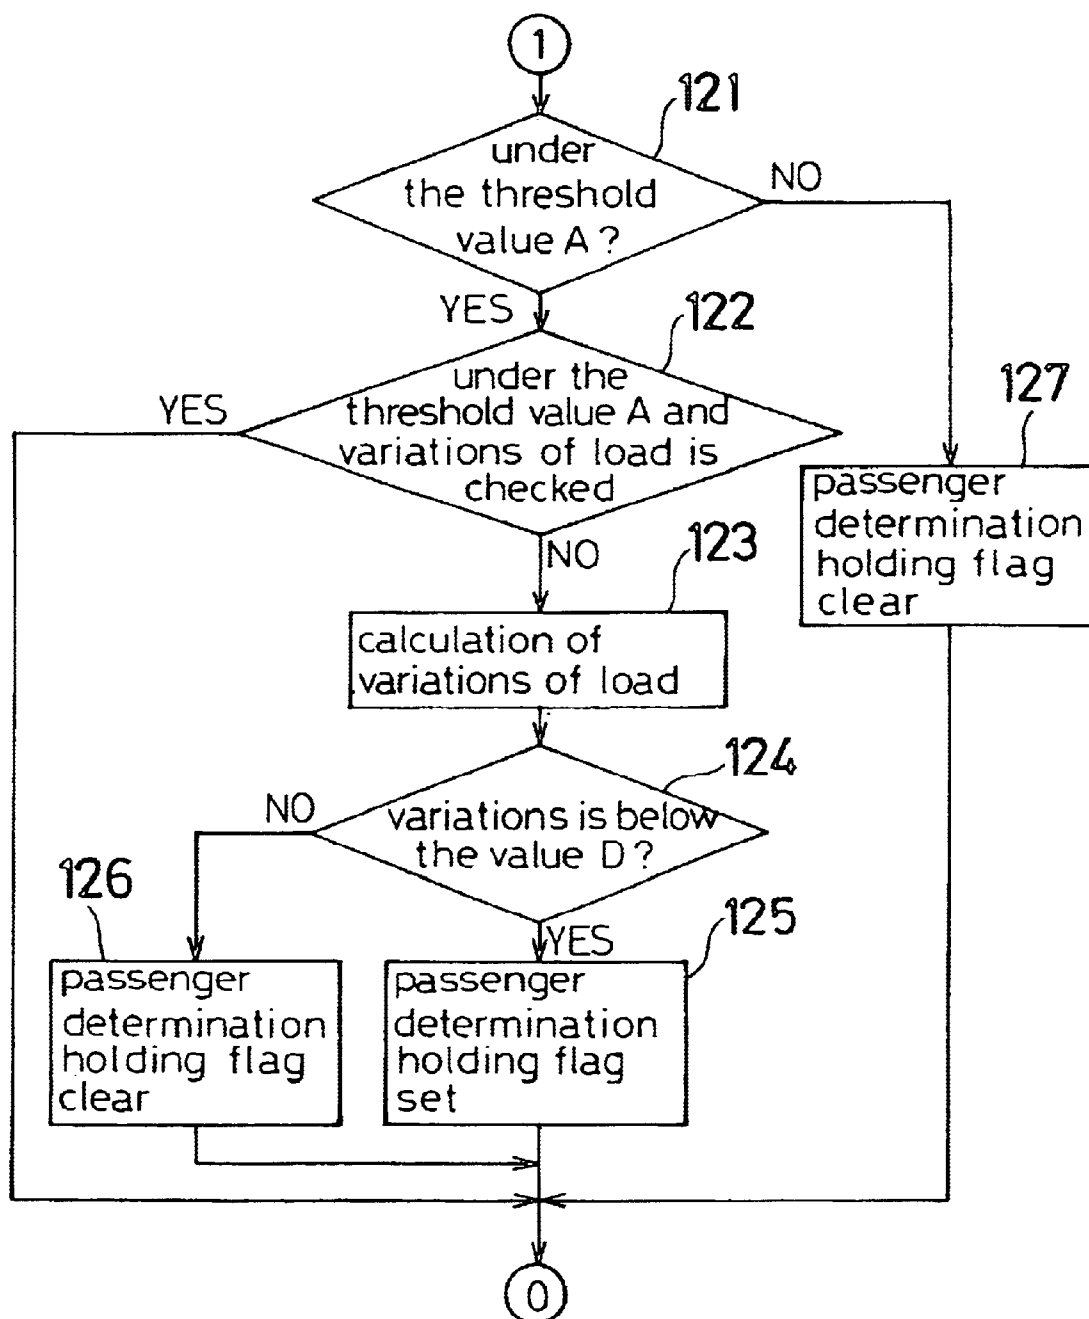 1
121
under
the threshold
value A?
NO
YES
122
under the
threshold value A and
variations of load is
checked
YES
127
passenger
determination
holding flag
clear
NO
123
calculation of
variations of load
124
variations is below
the value D?
NO
126
YES
125
passenger
determination
holding flag
clear
passenger
determination
holding flag
set
0